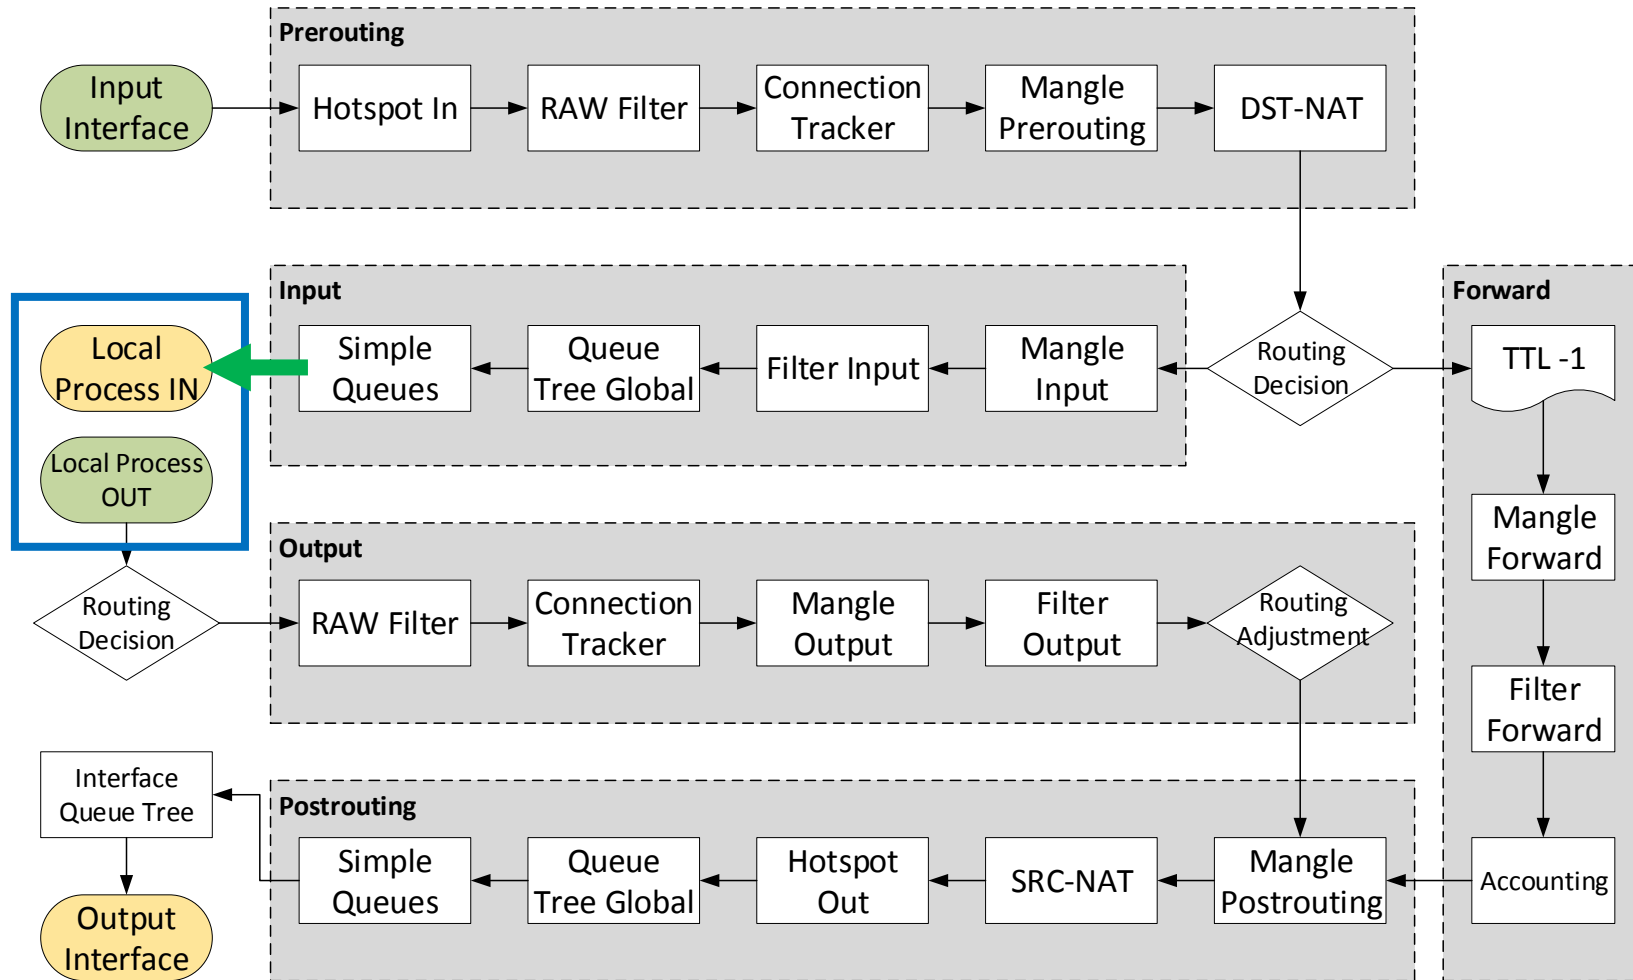 Prerouting
Input
Interface
Hotspot In
RAW Filter
Connection
Tracker
Mangle
Prerouting
DST-NAT
Input
Forward
Local
Process IN
Simple
Queues
Queue
Tree Global
Filter Input
Mangle
Input
Routing
Decision
TTL -1
Local Process
OUT
Mangle
Forward
Output
Routing
Decision
RAW Filter
Connection
Tracker
Mangle
Output
Filter
Output
Routing
Adjustment
Filter
Forward
Interface
Queue Tree
Postrouting
Simple
Queues
Queue
Tree Global
Hotspot
Out
SRC-NAT
Mangle
Postrouting
Accounting
Output
Interface